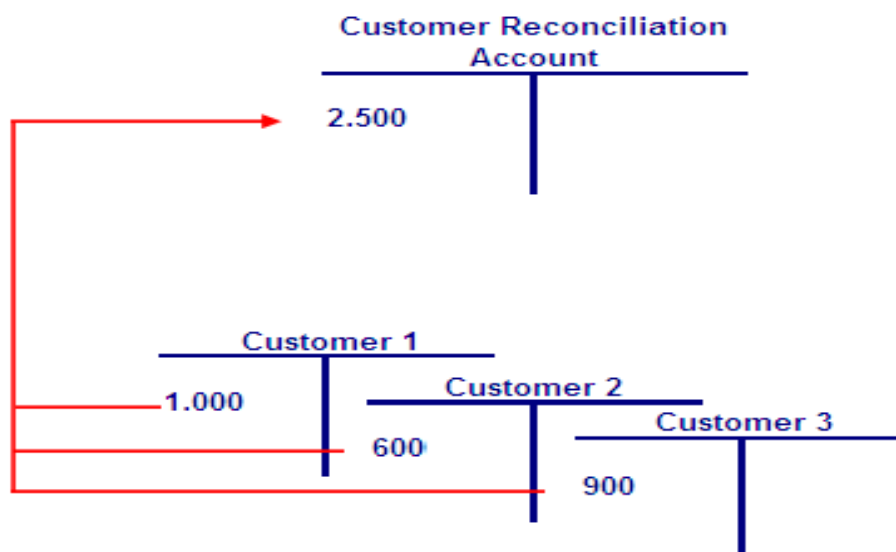 Customer Reconciliation
Account
2.500
Customer 1
1.000
Customer 2
600
Customer 3
900